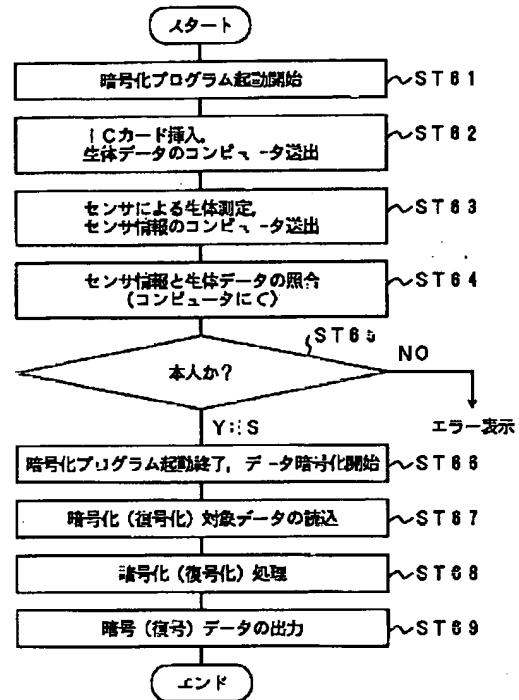 スタート
暗号化プログラム起動開始 ST61
ICカード挿入,
生体データのコンピュータ送出 ST62
センサによる生体測定,
センサ情報のコンピュータ送出 ST63
センサ情報と生体データの照合
(コンピュータにて) ST64
ST65
本人か? NO
エラー表示
YES
暗号化プログラム起動終了, データ暗号化開始 ST66
暗号化(復号化)対象データの読込 ST67
暗号化(復号化)処理 ST68
暗号(復号)データの出力 ST69
エンド